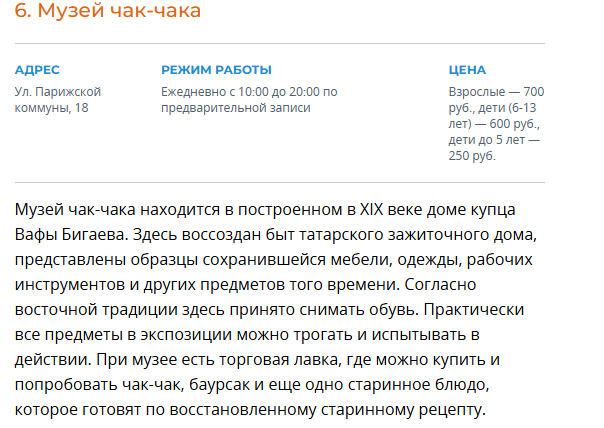 6. Музей чак-чака
АДРЕС
Ул. Парижской
коммуны, 18
РЕЖИМ РАБОТЫ
Ежедневно с 10:00 до 20:00 по
предварительной записи
ЦЕНА
Взрослые — 700
руб., дети (6-13
лет) — 600 руб.,
дети до 5 лет —
250 руб.
Музей чак-чака находится в построенном в XIX веке доме купца
Вафы Бигаева. Здесь воссоздан быт татарского зажиточного дома,
представлены образцы сохранившейся мебели, одежды, рабочих
инструментов и других предметов того времени. Согласно
восточной традиции здесь принято снимать обувь. Практически
все предметы в экспозиции можно трогать и испытывать в
действии. При музее есть торговая лавка, где можно купить и
попробовать чак-чак, баурсак и еще одно старинное блюдо,
которое готовят по восстановленному старинному рецепту.